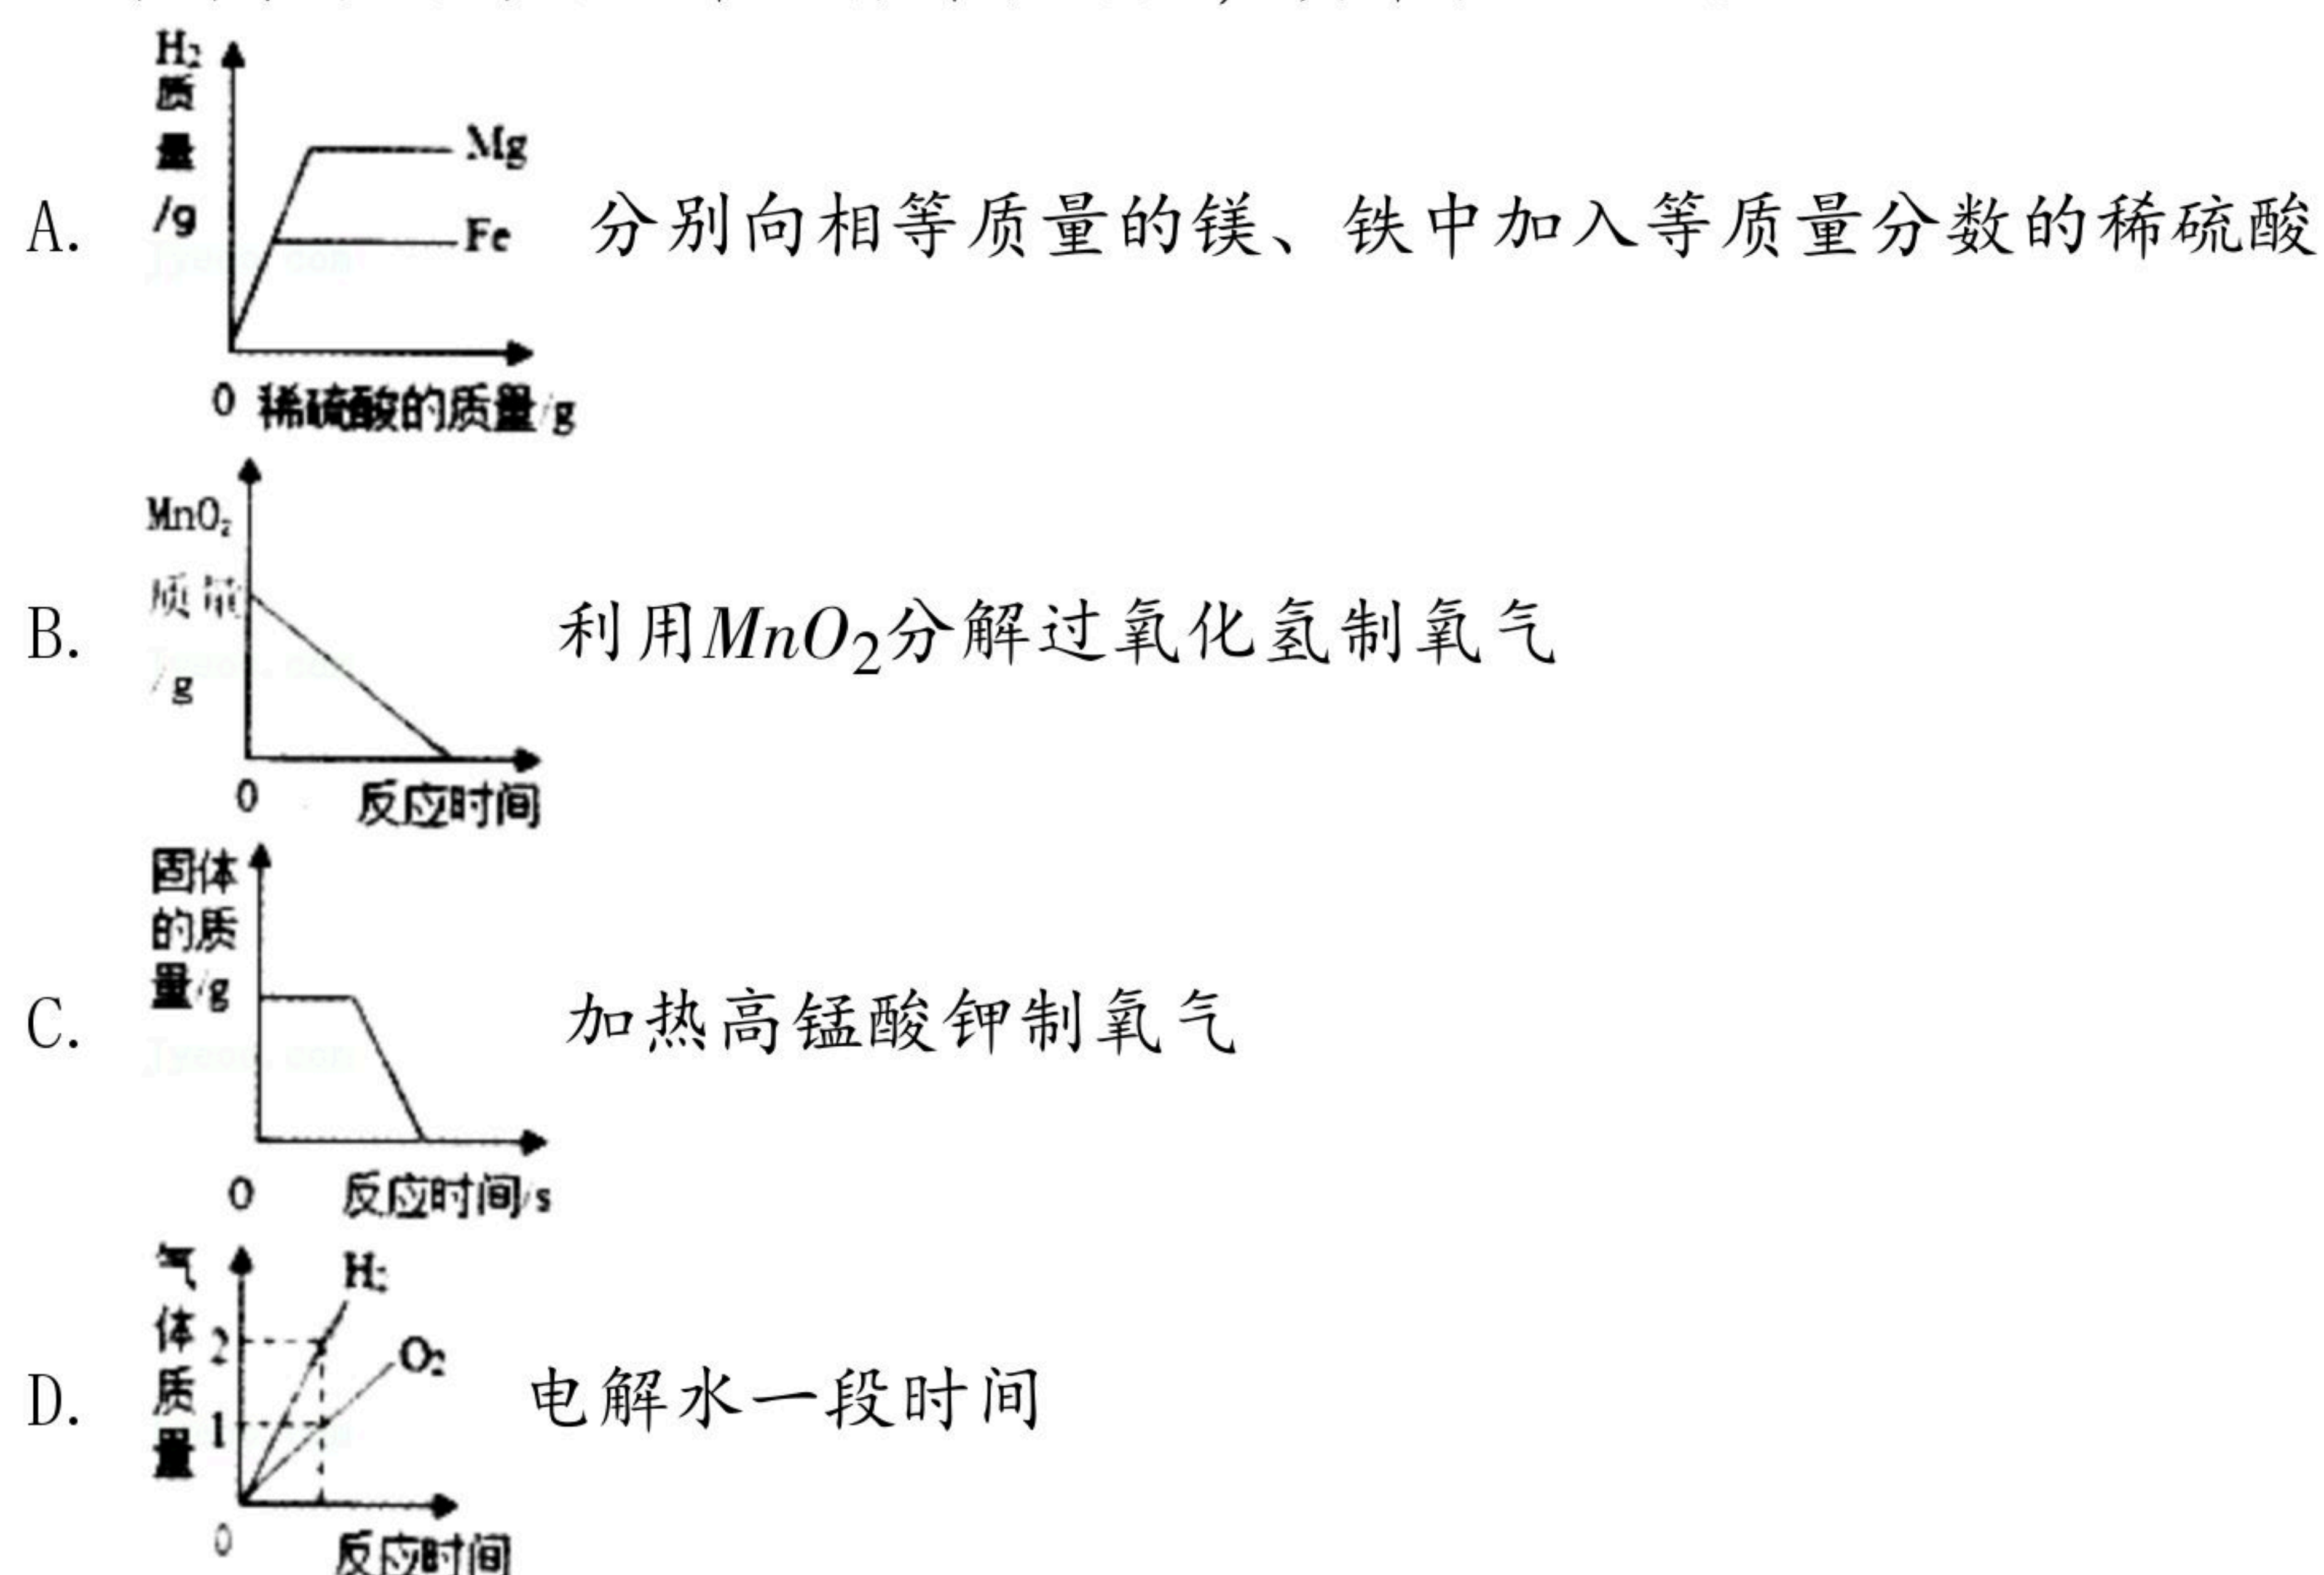 H₂
质
量
/g
Mg
Fe
0 稀硫酸的质量/g
A. 分别向相等质量的镁、铁中加入等质量分数的稀硫酸
MnO₂
质量
/g
0 反应时间
B. 利用MnO₂分解过氧化氢制氧气
固体
的质
量/g
0 反应时间/s
C. 加热高锰酸钾制氧气
气
体
质
量
2
1
H₂
O₂
0
反应时间
D. 电解水一段时间